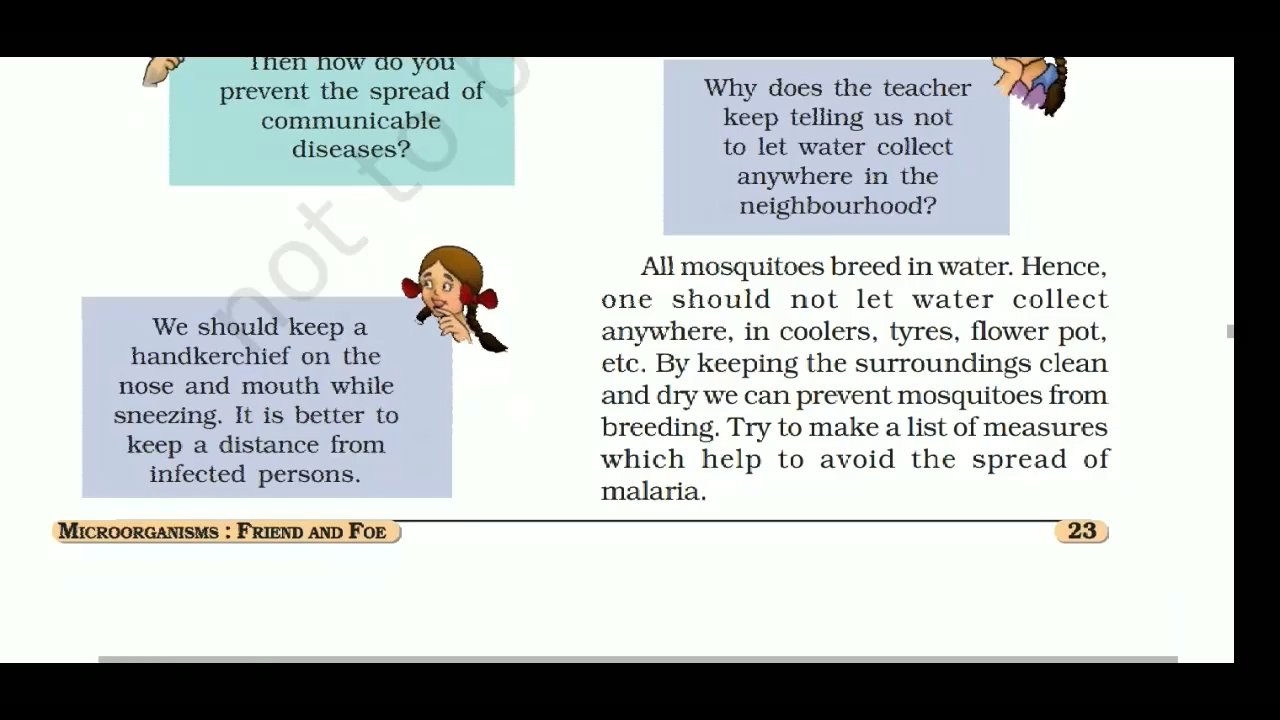 Then how do you
prevent the spread of
communicable
diseases?
We should keep a
handkerchief on the
nose and mouth while
sneezing. It is better to
keep a distance from
infected persons.
Why does the teacher
keep telling us not
to let water collect
anywhere in the
neighbourhood?
All mosquitoes breed in water. Hence,
one should not let water collect
anywhere, in coolers, tyres, flower pot,
etc. By keeping the surroundings clean
and dry we can prevent mosquitoes from
breeding. Try to make a list of measures
which help to avoid the spread of
malaria.
MICROORGANISMS : FRIEND AND FOE
23
not to b